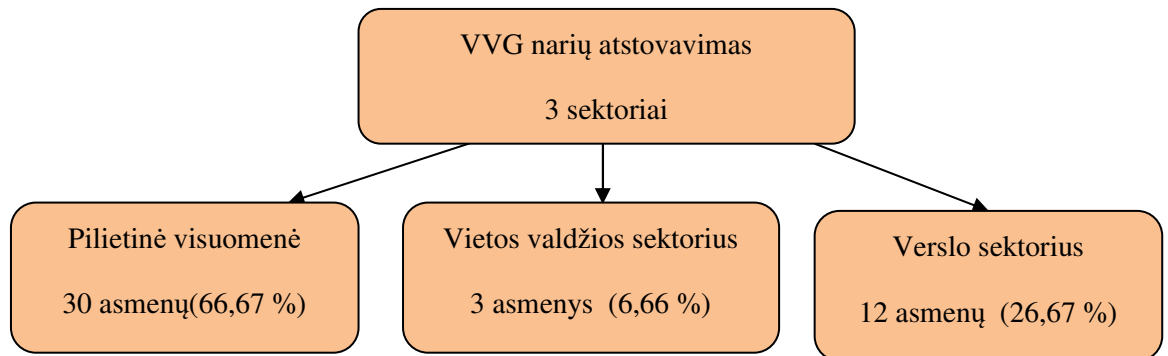 VVG narių atstovavimas
3 sektoriai
Pilietinė visuomenė
30 asmenų(66,67 %)
Vietos valdžios sektorius
3 asmenys  (6,66 %)
Verslo sektorius
12 asmenų  (26,67 %)